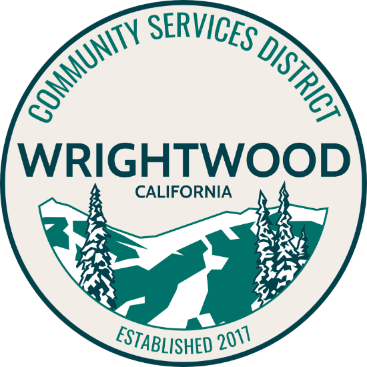 COMMUNITY SERVICES DISTRICT
WRIGHTWOOD
CALIFORNIA
ESTABLISHED 2017